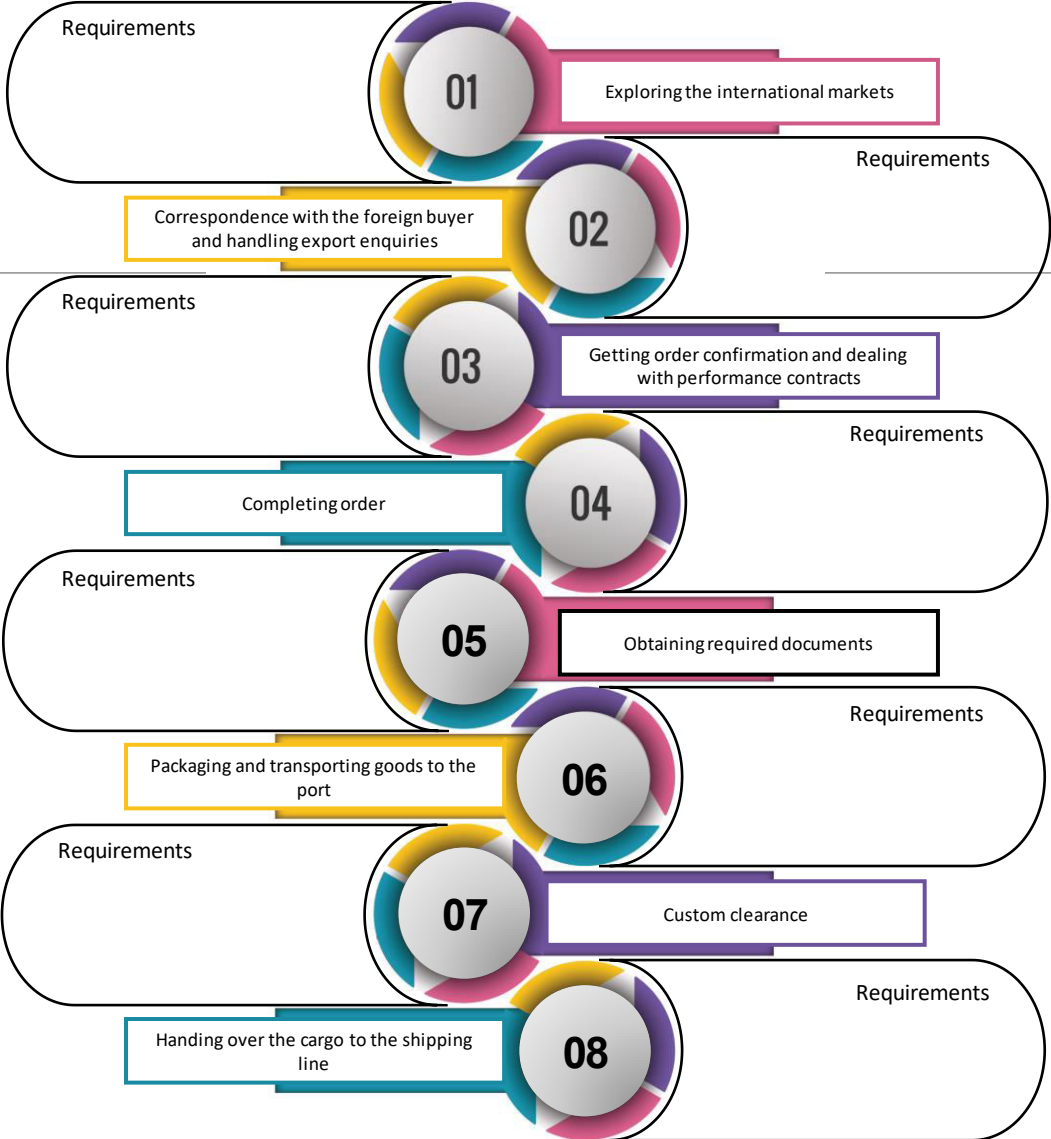 Requirements
01
Exploring the international markets
Requirements
Correspondence with the foreign buyer
and handling export enquiries
02
Requirements
03
Getting order confirmation and dealing
with performance contracts
Requirements
Completing order
04
Requirements
05
Obtaining required documents
Requirements
Packaging and transporting goods to the
port
06
Requirements
07
Custom clearance
Requirements
Handing over the cargo to the shipping
line
08